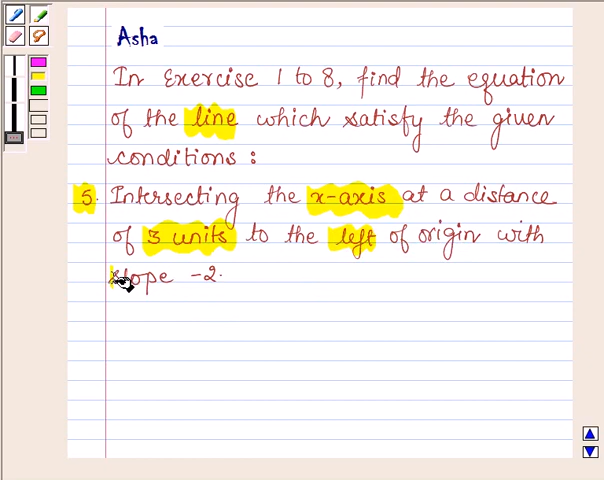 Asha
In Exercise 1 to 8, find the equation
of the line which satisfy the given
conditions :
5. Intersecting the x-axis at a distance
of 3 units to the left of origin with
slope -2.